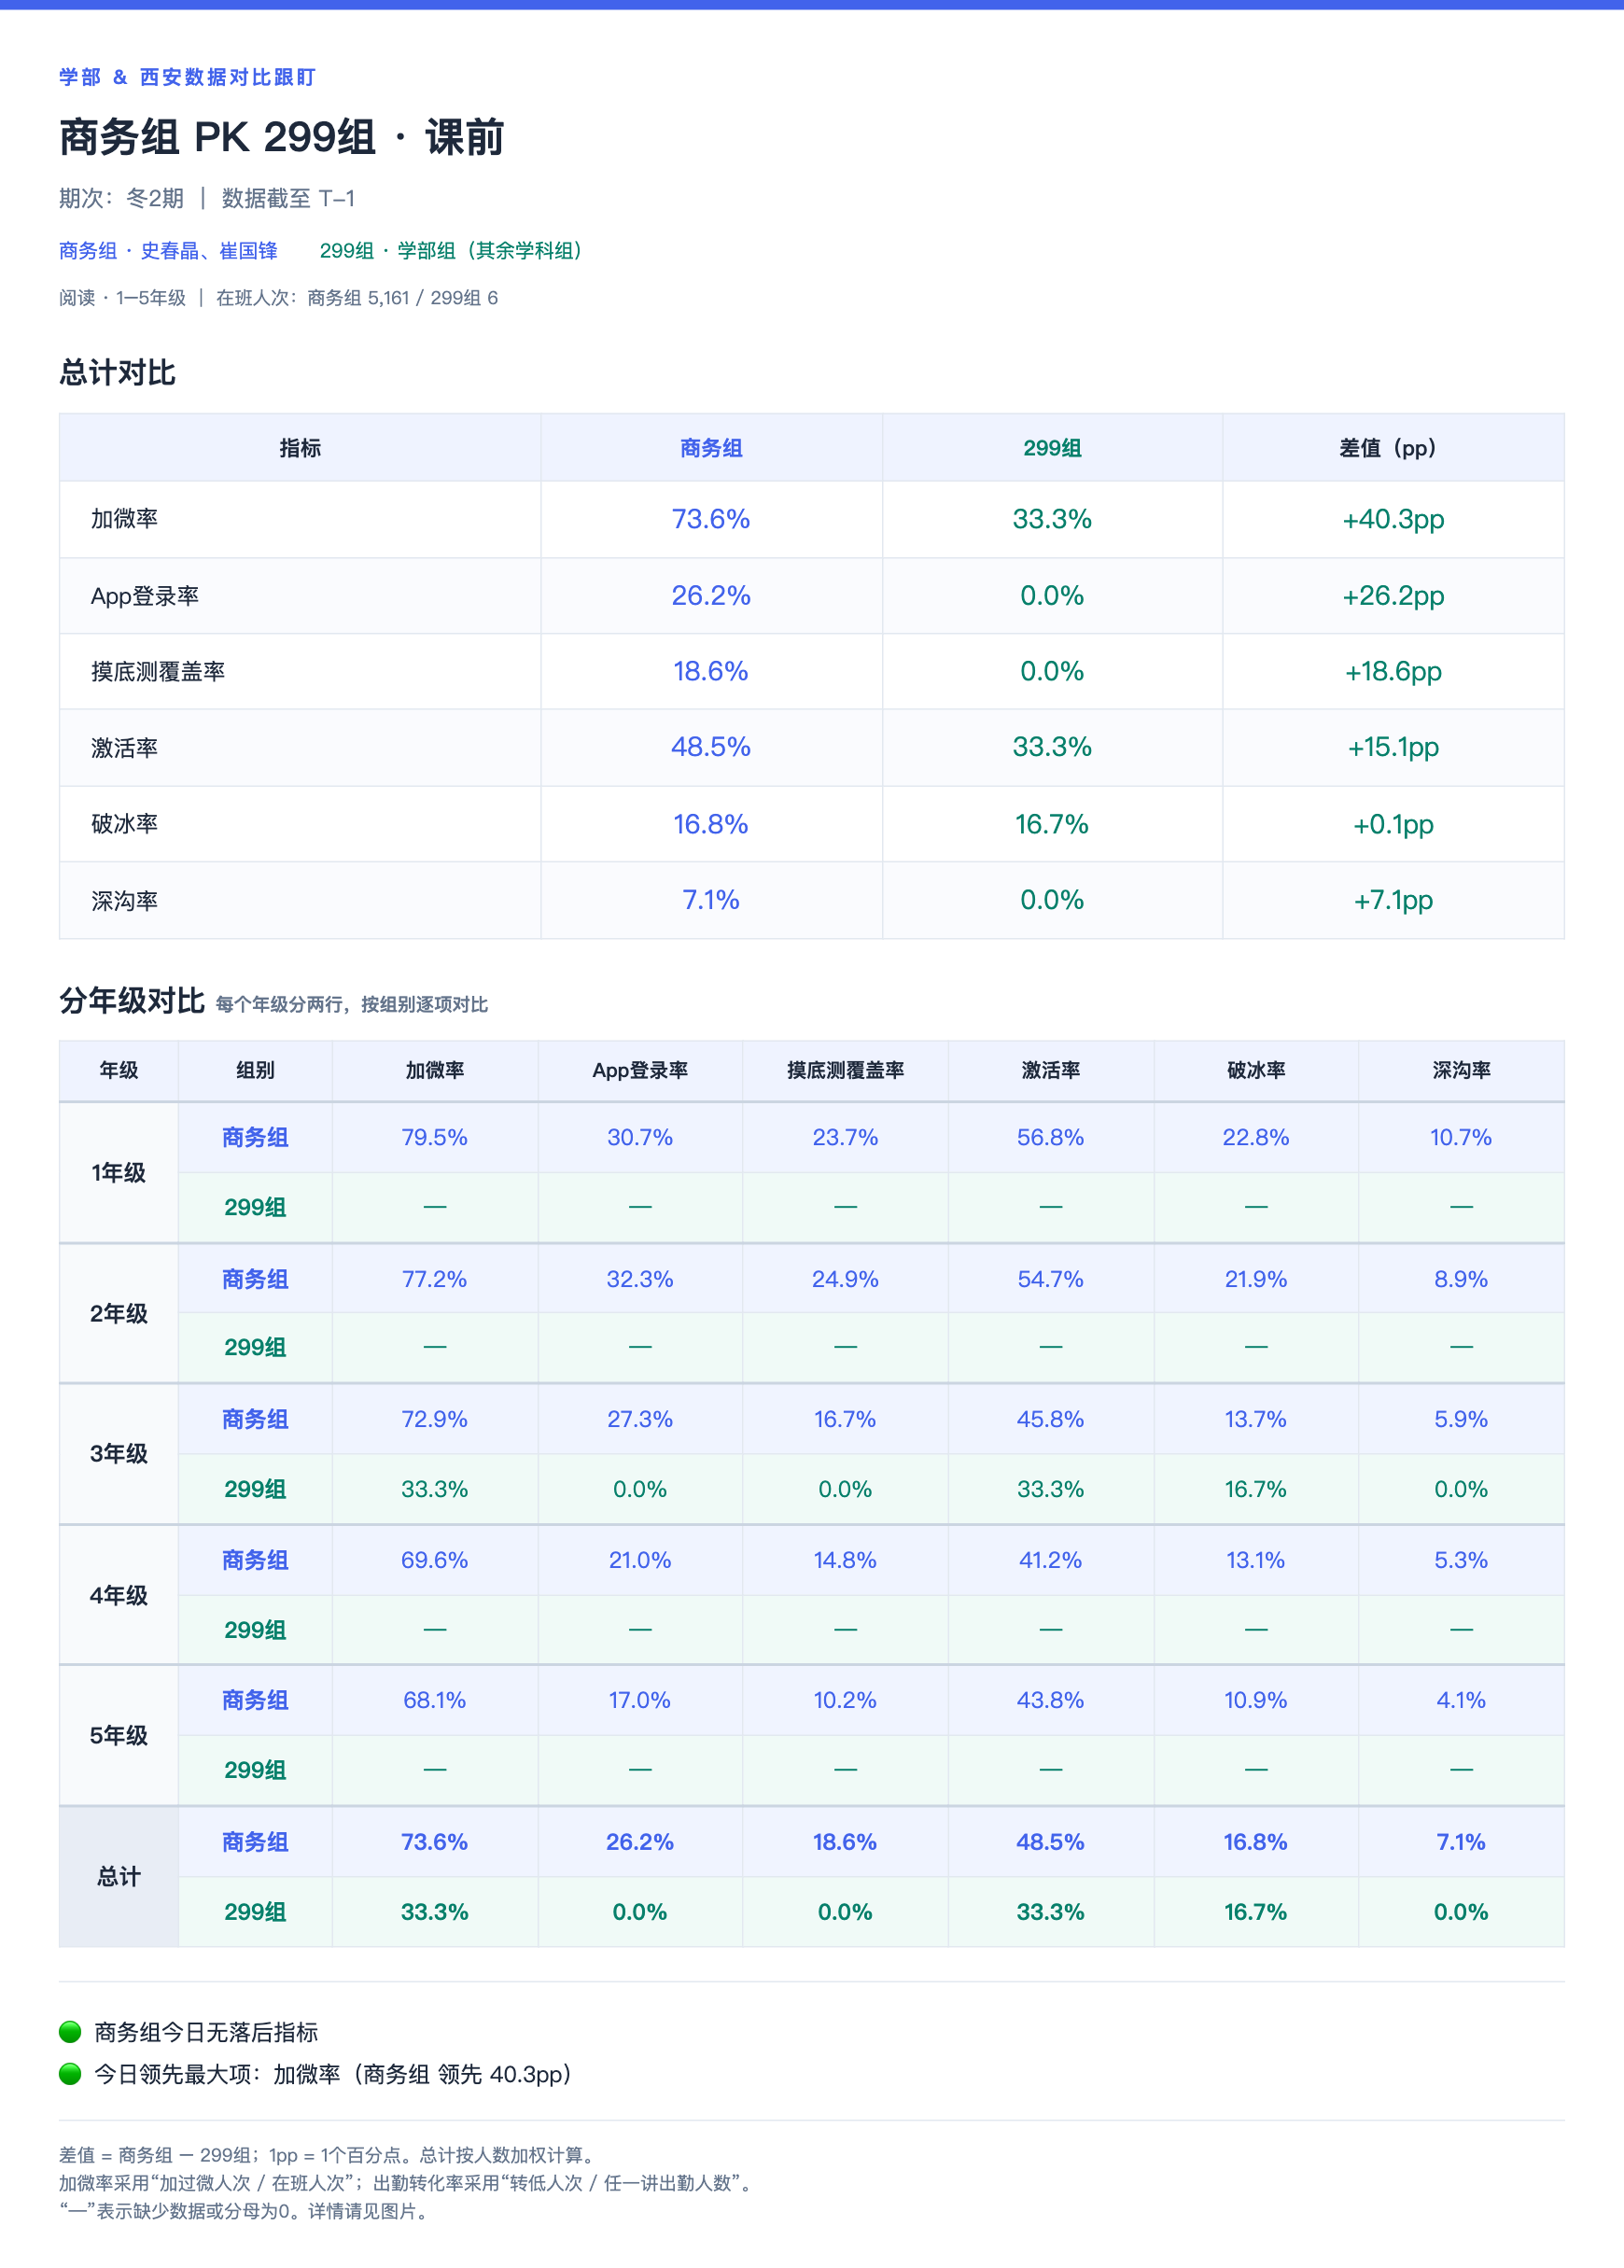 学部 & 西安数据对比跟盯
商务组 PK 299组 · 课前
期次：冬2期 ｜ 数据截至 T–1
商务组 · 史春晶、崔国锋 299组 · 学部组（其余学科组）
阅读 · 1—5年级 ｜ 在班人次：商务组 5,161 / 299组 6
总计对比
指标 商务组 299组 差值（pp）
加微率 73.6% 33.3% +40.3pp
App登录率 26.2% 0.0% +26.2pp
摸底测覆盖率 18.6% 0.0% +18.6pp
激活率 48.5% 33.3% +15.1pp
破冰率 16.8% 16.7% +0.1pp
深沟率 7.1% 0.0% +7.1pp
分年级对比 每个年级分两行，按组别逐项对比
年级 组别 加微率 App登录率 摸底测覆盖率 激活率 破冰率 深沟率
1年级
商务组 79.5% 30.7% 23.7% 56.8% 22.8% 10.7%
299组 — — — — — —
2年级
商务组 77.2% 32.3% 24.9% 54.7% 21.9% 8.9%
299组 — — — — — —
3年级
商务组 72.9% 27.3% 16.7% 45.8% 13.7% 5.9%
299组 33.3% 0.0% 0.0% 33.3% 16.7% 0.0%
4年级
商务组 69.6% 21.0% 14.8% 41.2% 13.1% 5.3%
299组 — — — — — —
5年级
商务组 68.1% 17.0% 10.2% 43.8% 10.9% 4.1%
299组 — — — — — —
总计
商务组 73.6% 26.2% 18.6% 48.5% 16.8% 7.1%
299组 33.3% 0.0% 0.0% 33.3% 16.7% 0.0%
商务组今日无落后指标
今日领先最大项：加微率（商务组 领先 40.3pp）
差值 = 商务组 − 299组；1pp = 1个百分点。总计按人数加权计算。
加微率采用“加过微人次 / 在班人次”；出勤转化率采用“转低人次 / 任一讲出勤人数”。
“—”表示缺少数据或分母为0。详情请见图片。